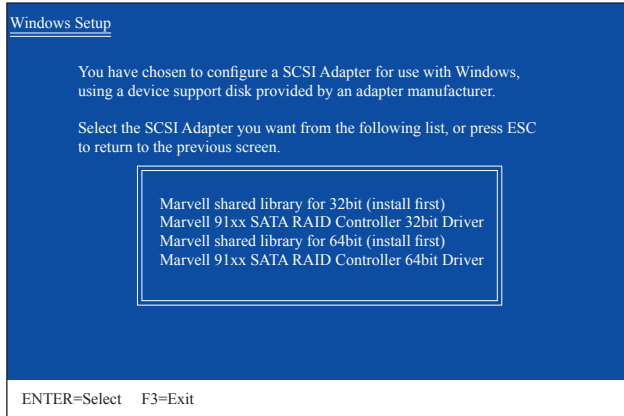 Windows Setup
You have chosen to configure a SCSI Adapter for use with Windows,
using a device support disk provided by an adapter manufacturer.
Select the SCSI Adapter you want from the following list, or press ESC
to return to the previous screen.
Marvell shared library for 32bit (install first)
Marvell 91xx SATA RAID Controller 32bit Driver
Marvell shared library for 64bit (install first)
Marvell 91xx SATA RAID Controller 64bit Driver
ENTER=Select F3=Exit